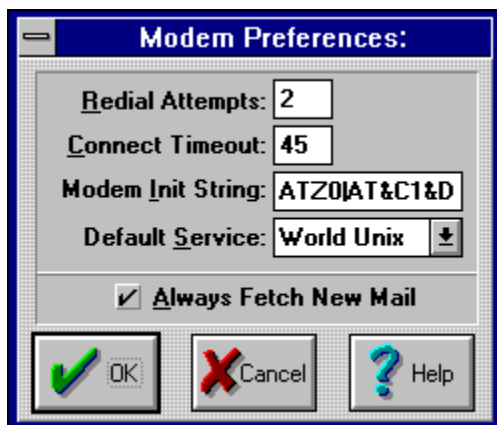 Modem Preferences:
Redial Attempts: 2
Connect Timeout: 45
Modem Init String: ATZ0|AT&C1&D
Default Service: World Unix
Always Fetch New Mail
OK Cancel Help